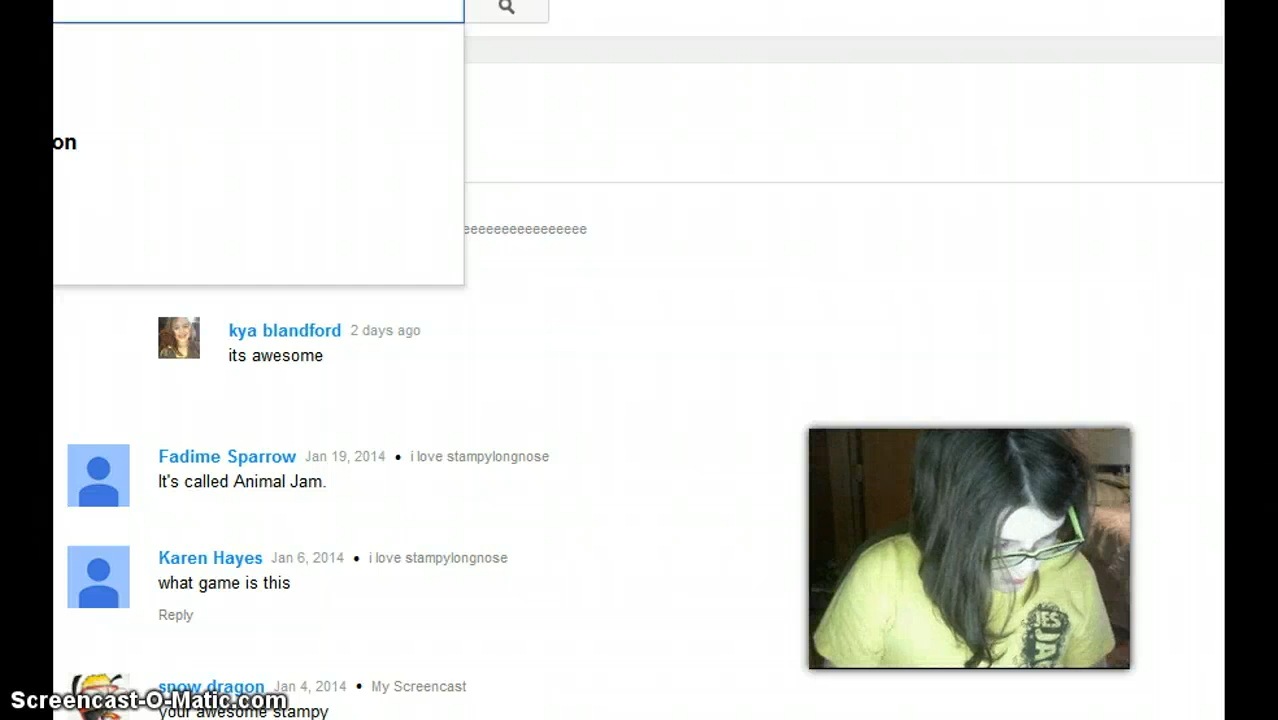 on
eeeeeeeeeeeeeeee
kya blandford 2 days ago
its awesome
Fadime Sparrow Jan 19, 2014 • i love stampylongnose
It's called Animal Jam.
Karen Hayes Jan 6, 2014 • i love stampylongnose
what game is this
Reply
snow dragon Jan 4, 2014 • My Screencast
your awesome stampy
Screencast-O-Matic.com
JES
JA